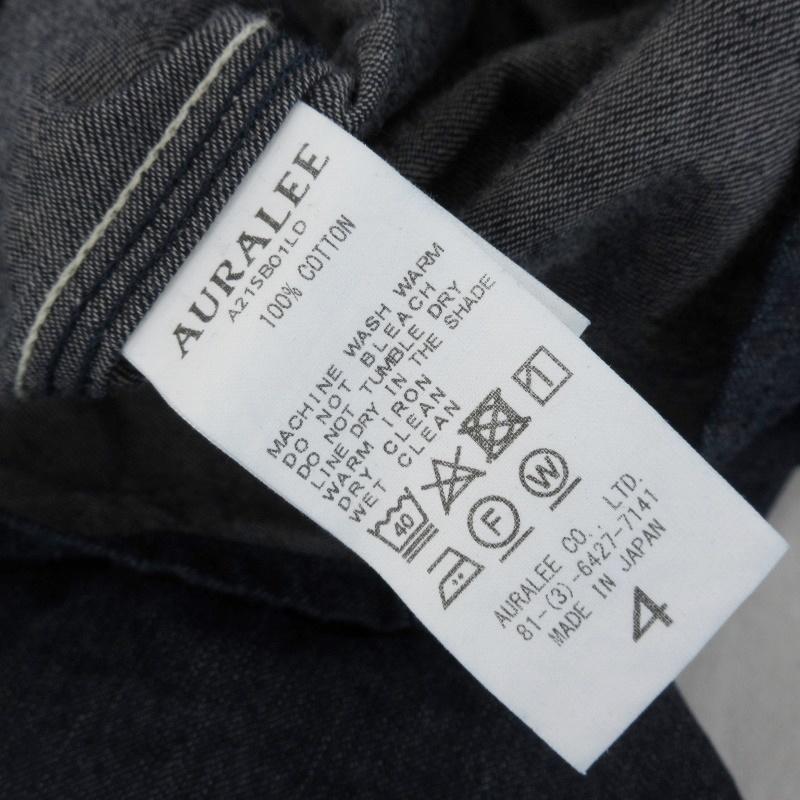 AURALEE
A21SB01LD
100% COTTON
MACHINE WASH WARM
DO NOT BLEACH
DO NOT TUMBLE DRY
LINE DRY IN THE SHADE
WARM IRON
DRY CLEAN
WET CLEAN
40
F
W
AURALEE CO., LTD.
81-(3)-6427-7141
MADE IN JAPAN
4